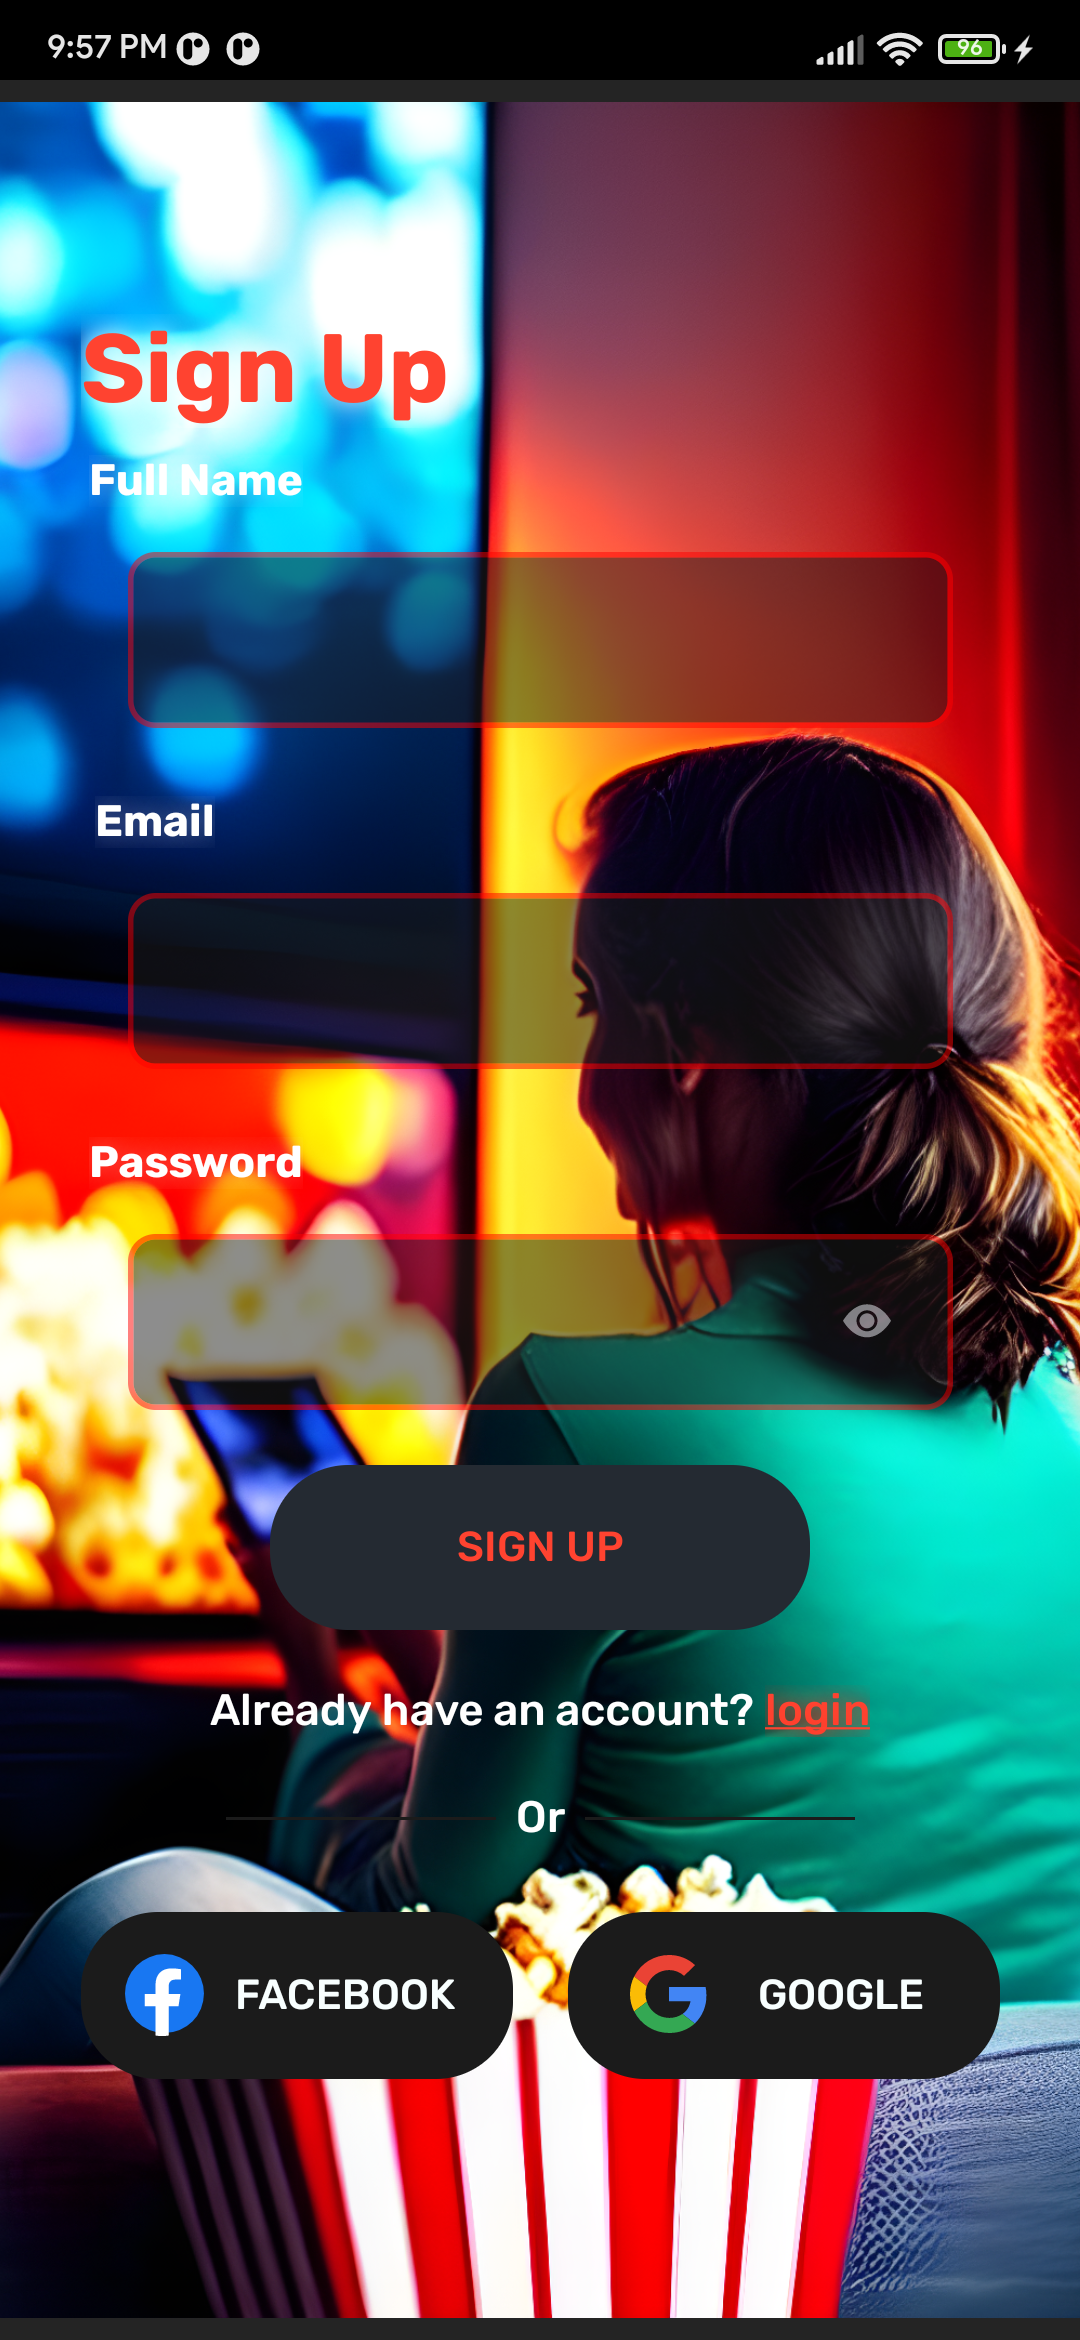 9:57 PM
96
Sign Up
Full Name
Email
Password
SIGN UP
Already have an account? login
Or
FACEBOOK
GOOGLE